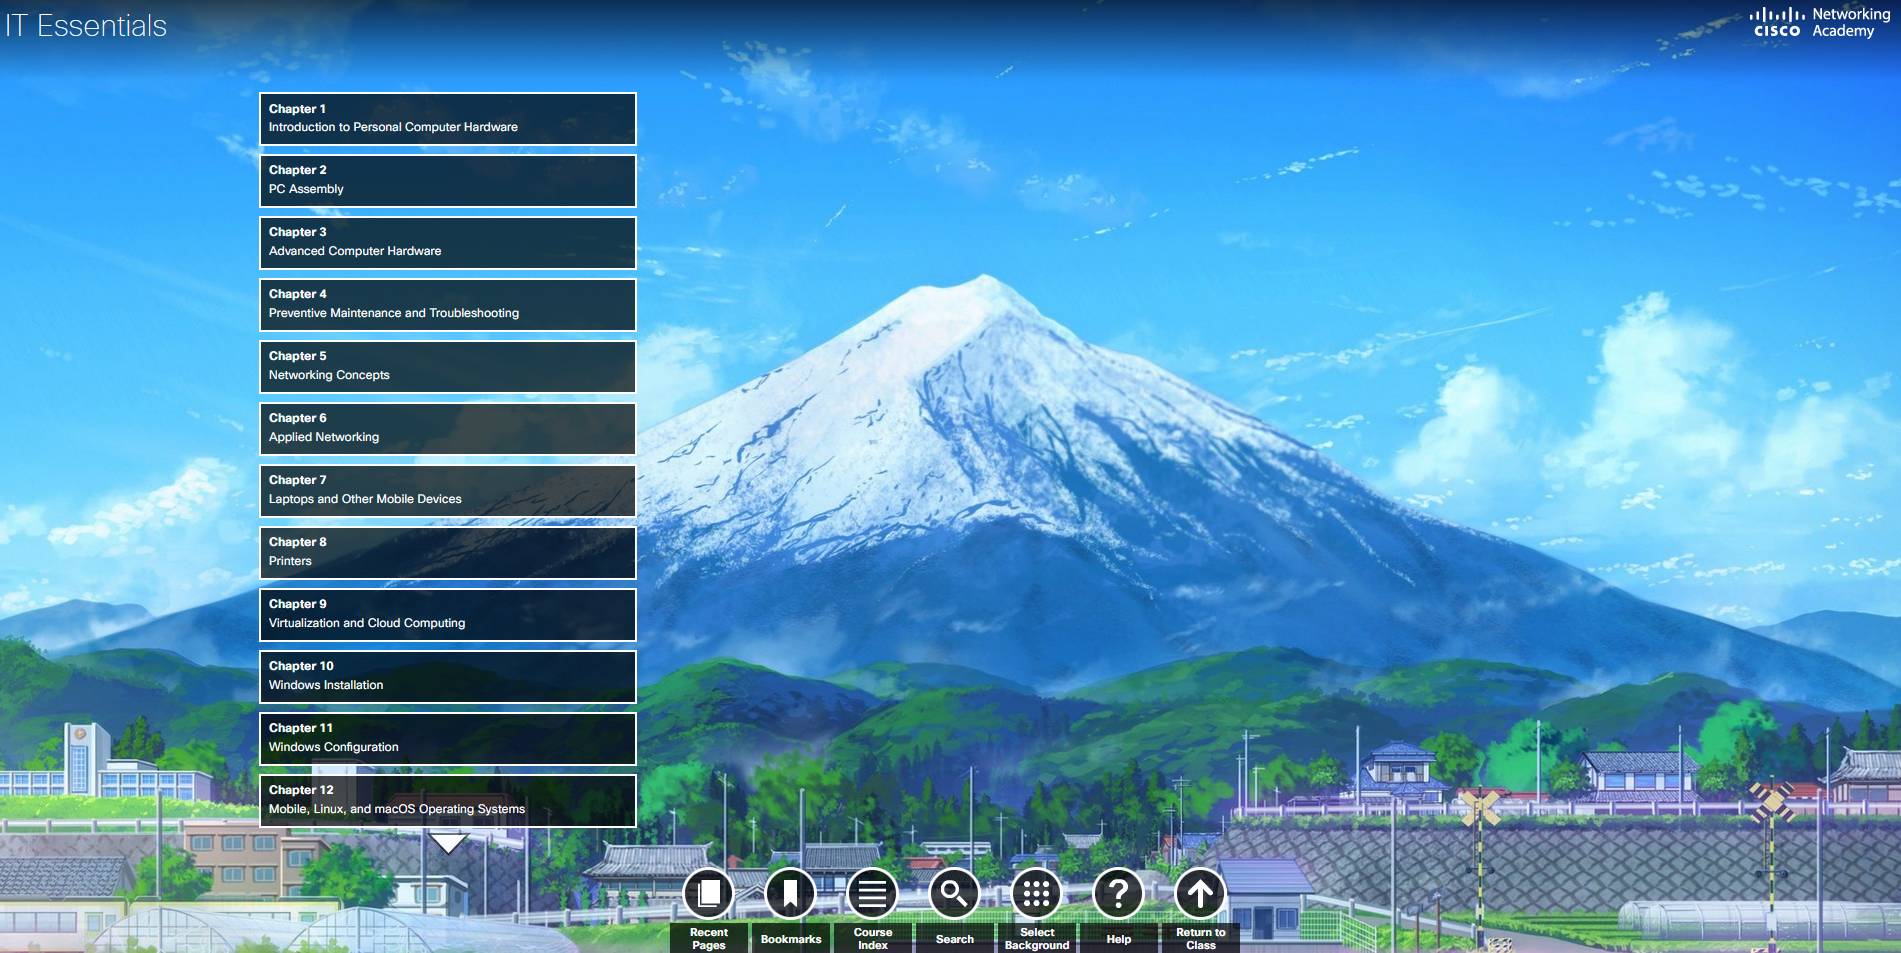 IT Essentials
CISCO
Networking
Academy
Chapter 1
Introduction to Personal Computer Hardware
Chapter 2
PC Assembly
Chapter 3
Advanced Computer Hardware
Chapter 4
Preventive Maintenance and Troubleshooting
Chapter 5
Networking Concepts
Chapter 6
Applied Networking
Chapter 7
Laptops and Other Mobile Devices
Chapter 8
Printers
Chapter 9
Virtualization and Cloud Computing
Chapter 10
Windows Installation
Chapter 11
Windows Configuration
Chapter 12
Mobile, Linux, and macOS Operating Systems
?
Recent
Pages
Bookmarks
Course
Index
Search
Select
Background
Help
Return to
Class